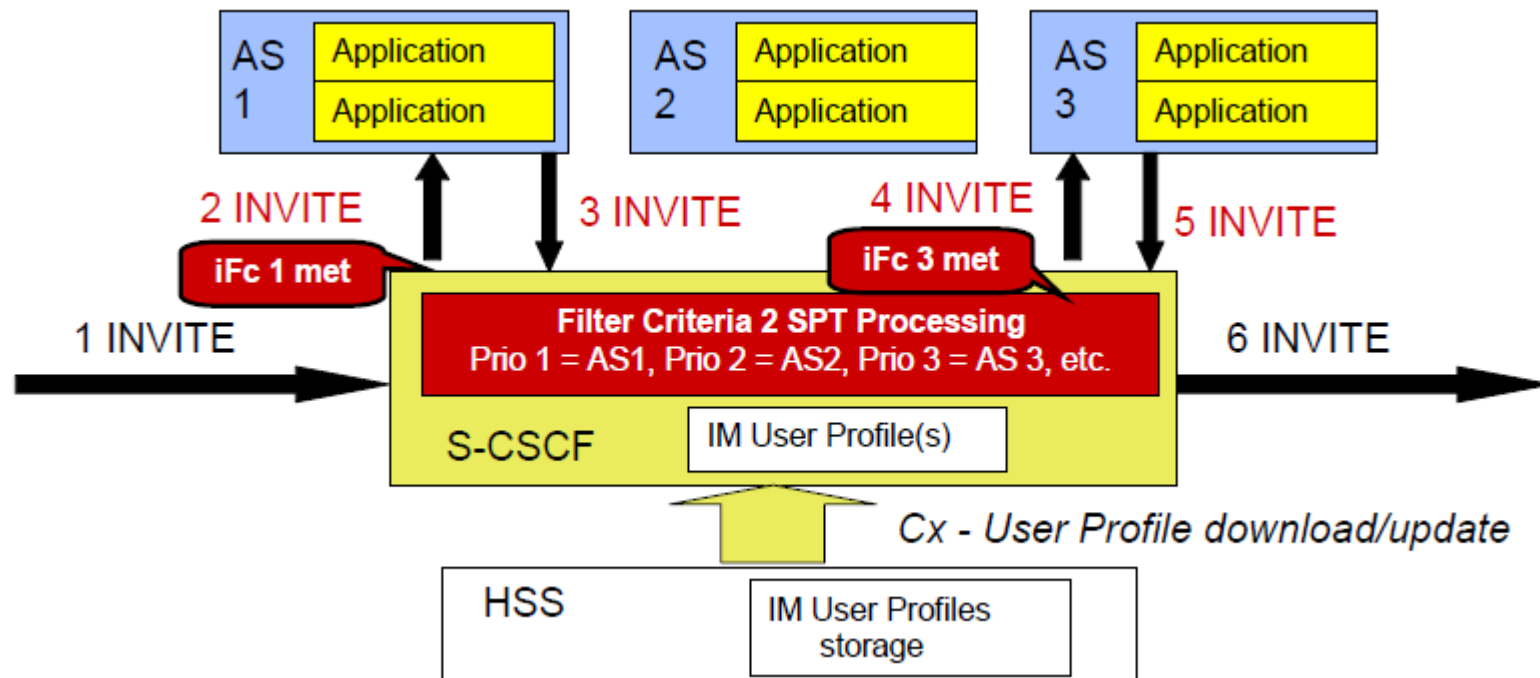 AS
1
Application
Application
AS
2
Application
Application
AS
3
Application
Application
2 INVITE
3 INVITE
4 INVITE
5 INVITE
iFc 1 met
iFc 3 met
1 INVITE
Filter Criteria 2 SPT Processing
Prio 1 = AS1, Prio 2 = AS2, Prio 3 = AS 3, etc.
6 INVITE
S-CSCF
IM User Profile(s)
Cx - User Profile download/update
HSS
IM User Profiles
storage